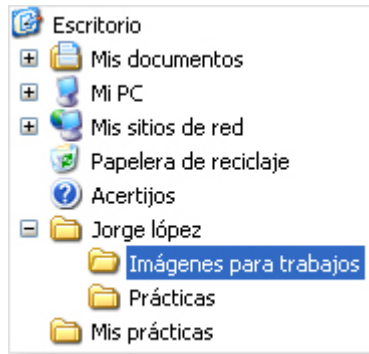 Escritorio
Mis documentos
Mi PC
Mis sitios de red
Papelera de reciclaje
Acertijos
Jorge lópez
Imágenes para trabajos
Prácticas
Mis prácticas